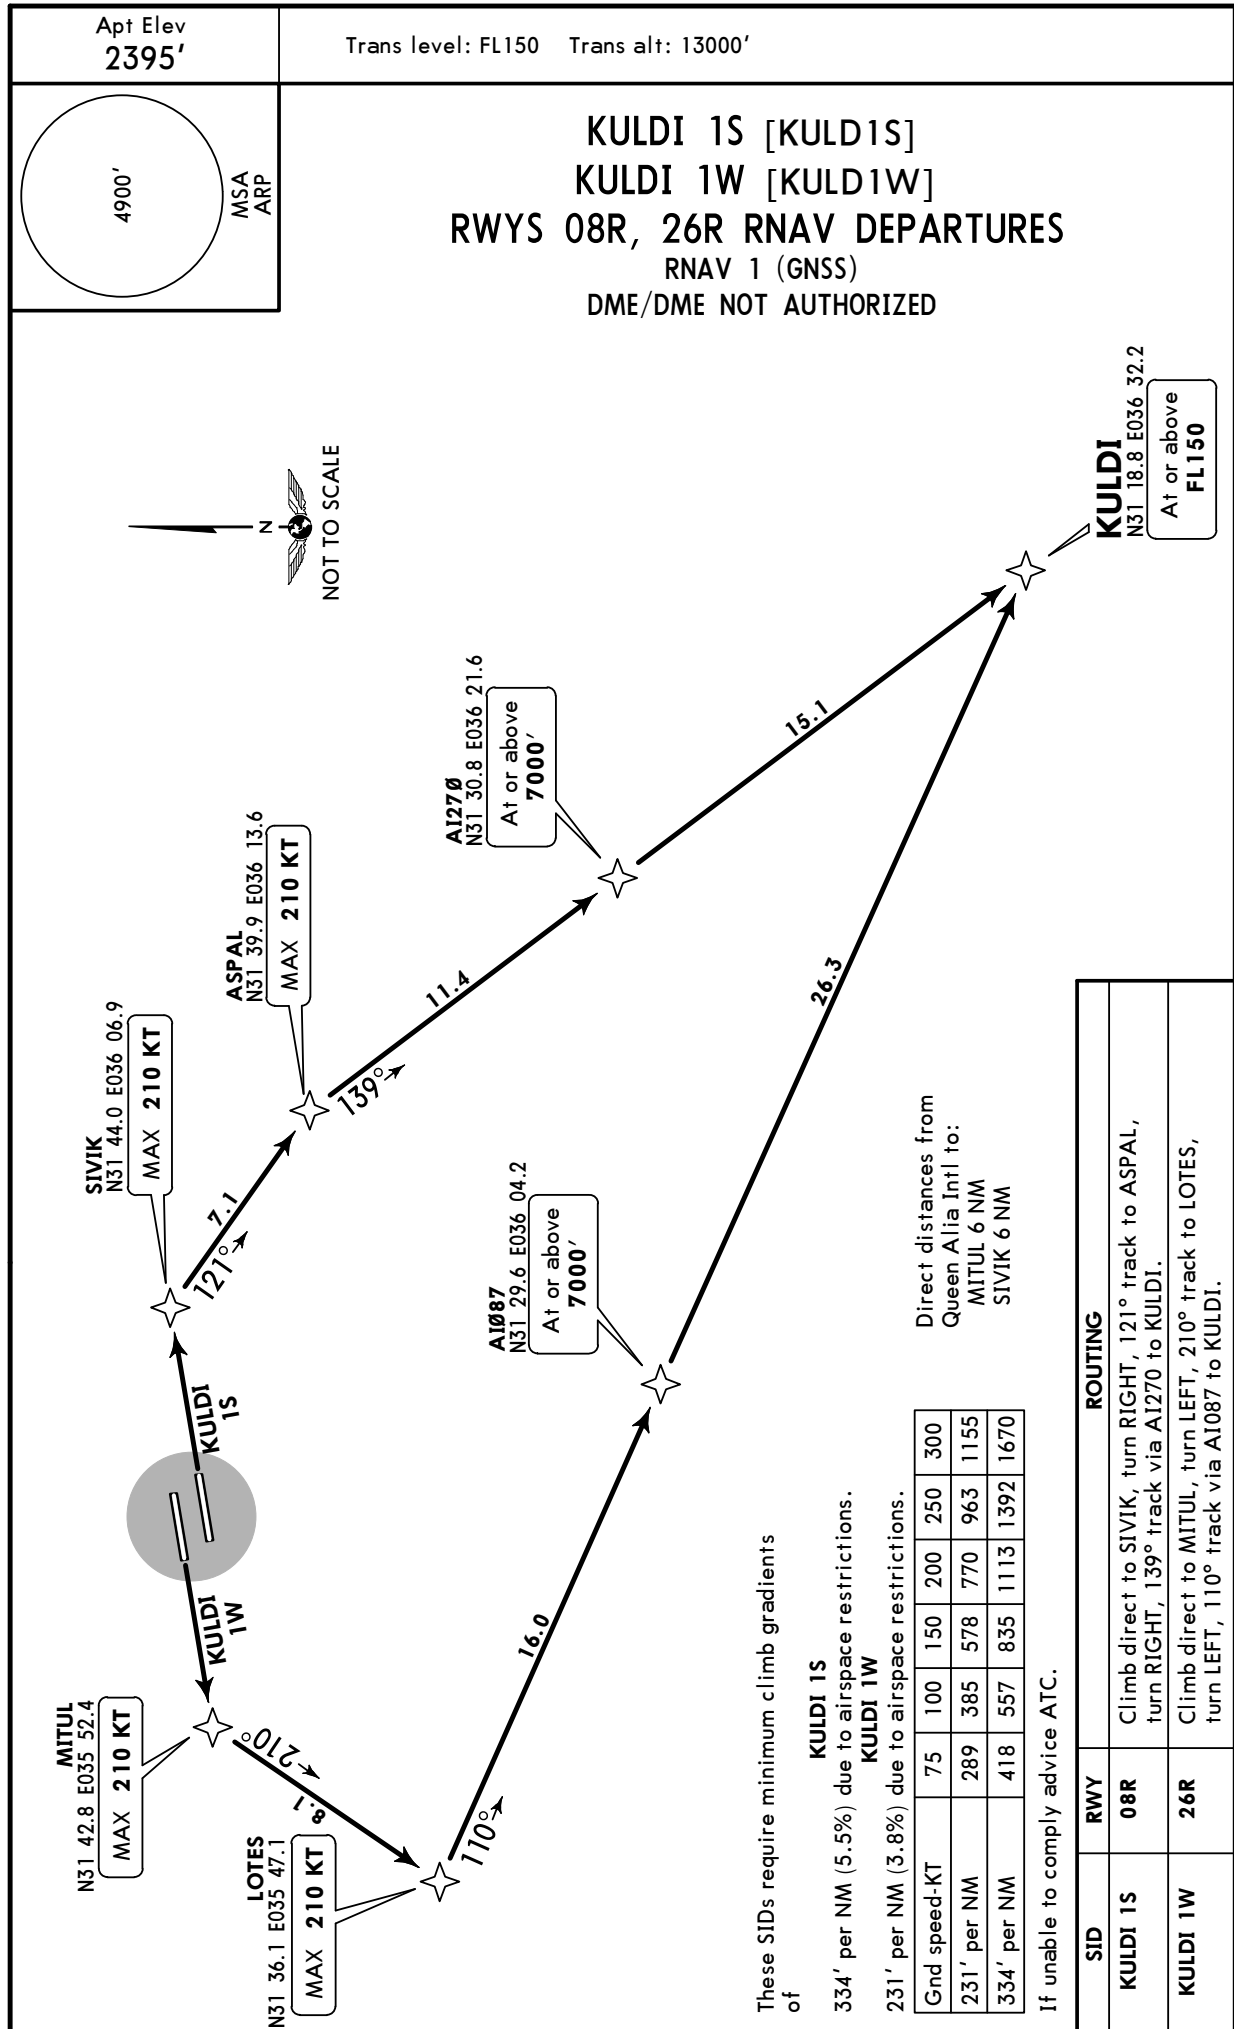 Apt Elev
2395'
Trans level: FL150 Trans alt: 13000'
4900'
MSA
ARP
KULDI 1S [KULD1S]
KULDI 1W [KULD1W]
RWYS 08R, 26R RNAV DEPARTURES
RNAV 1 (GNSS)
DME/DME NOT AUTHORIZED
N
NOT TO SCALE
MITUL
N31 42.8 E035 52.4
MAX 210 KT
KULDI
1W
KULDI
1S
SIVIK
N31 44.0 E036 06.9
MAX 210 KT
121°
7.1
ASPAL
N31 39.9 E036 13.6
MAX 210 KT
139°
11.4
AI27Ø
N31 30.8 E036 21.6
At or above
7000'
15.1
KULDI
N31 18.8 E036 32.2
At or above
FL150
210°
8.1
LOTES
N31 36.1 E035 47.1
MAX 210 KT
110°
16.0
AIØ87
N31 29.6 E036 04.2
At or above
7000'
26.3
Direct distances from
Queen Alia Intl to:
MITUL 6 NM
SIVIK 6 NM
These SIDs require minimum climb gradients
of
KULDI 1S
334' per NM (5.5%) due to airspace restrictions.
KULDI 1W
231' per NM (3.8%) due to airspace restrictions.
Gnd speed-KT 75 100 150 200 250 300
231' per NM 289 385 578 770 963 1155
334' per NM 418 557 835 1113 1392 1670
If unable to comply advice ATC.
SID RWY ROUTING
KULDI 1S 08R Climb direct to SIVIK, turn RIGHT, 121° track to ASPAL,
turn RIGHT, 139° track via AI270 to KULDI.
KULDI 1W 26R Climb direct to MITUL, turn LEFT, 210° track to LOTES,
turn LEFT, 110° track via AI087 to KULDI.